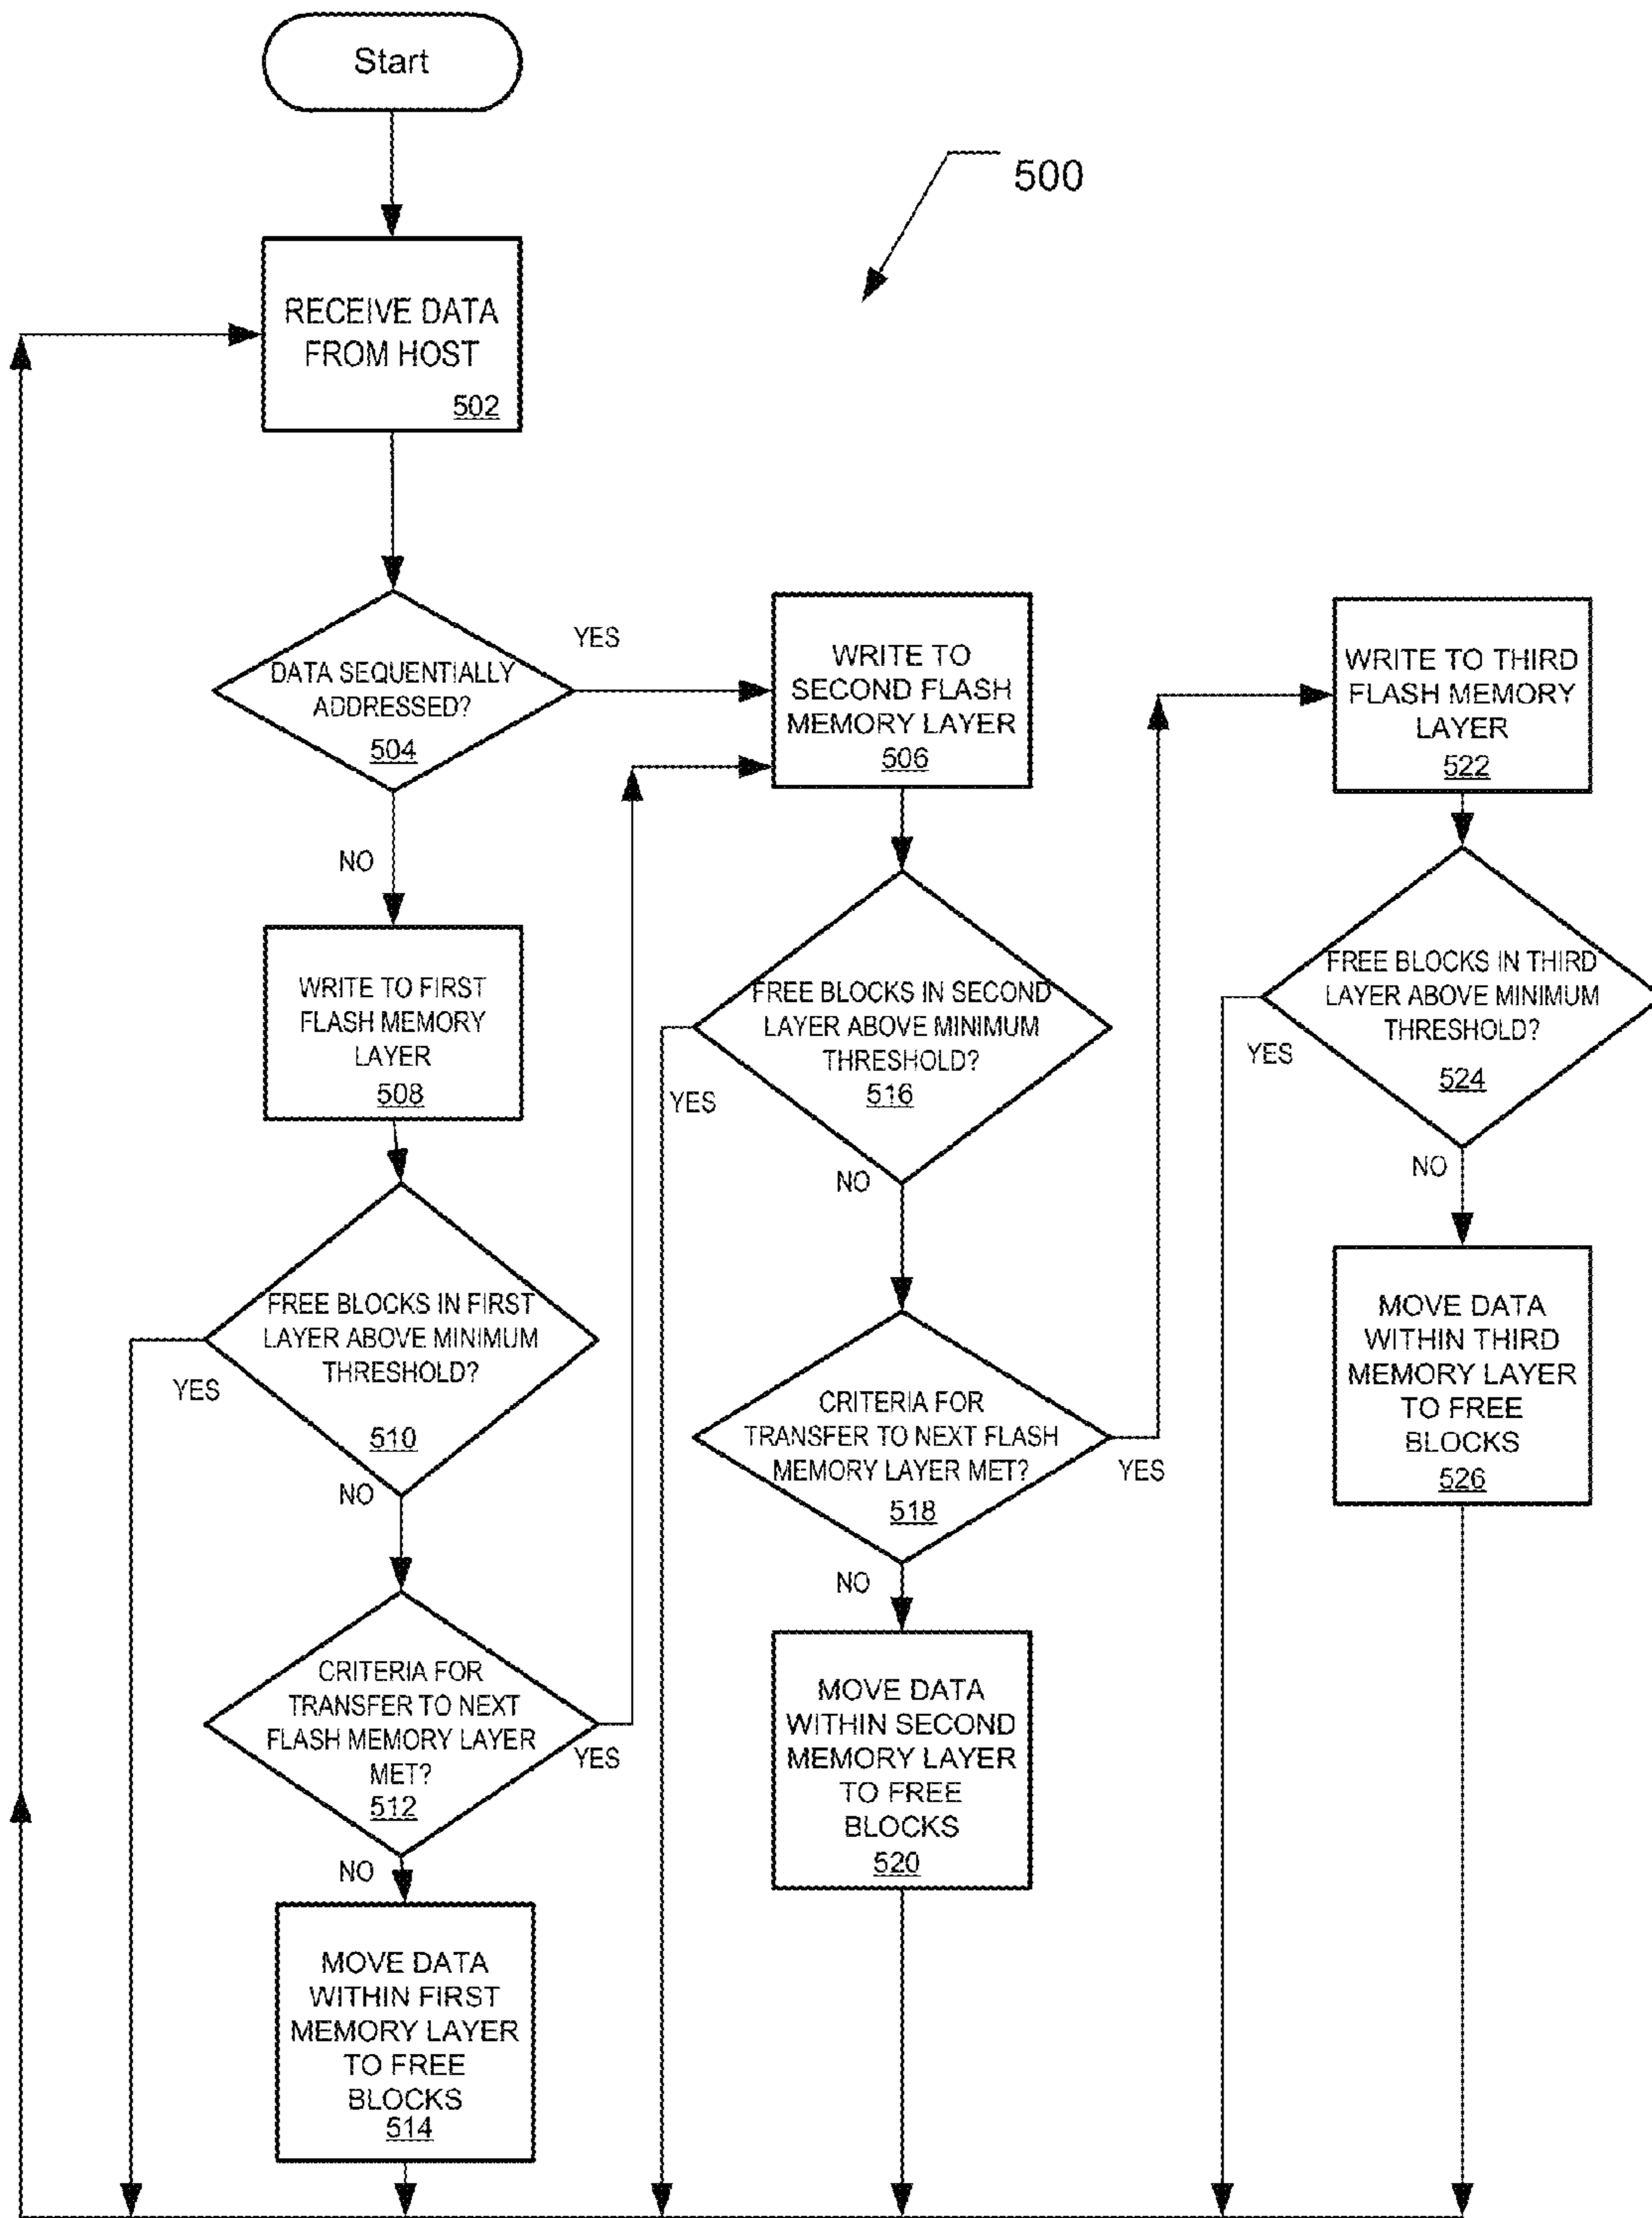 Start
500
RECEIVE DATA
FROM HOST
502
DATA SEQUENTIALLY
ADDRESSED?
504
YES
NO
WRITE TO
SECOND FLASH
MEMORY LAYER
506
WRITE TO THIRD
FLASH MEMORY
LAYER
522
WRITE TO FIRST
FLASH MEMORY
LAYER
508
FREE BLOCKS IN SECOND
LAYER ABOVE MINIMUM
THRESHOLD?
516
YES
NO
FREE BLOCKS IN THIRD
LAYER ABOVE MINIMUM
THRESHOLD?
524
YES
NO
FREE BLOCKS IN FIRST
LAYER ABOVE MINIMUM
THRESHOLD?
510
YES
NO
CRITERIA FOR
TRANSFER TO NEXT FLASH
MEMORY LAYER MET?
518
YES
NO
MOVE DATA
WITHIN THIRD
MEMORY LAYER
TO FREE
BLOCKS
526
CRITERIA FOR
TRANSFER TO NEXT
FLASH MEMORY LAYER
MET?
512
YES
NO
MOVE DATA
WITHIN SECOND
MEMORY LAYER
TO FREE
BLOCKS
520
MOVE DATA
WITHIN FIRST
MEMORY LAYER
TO FREE
BLOCKS
514